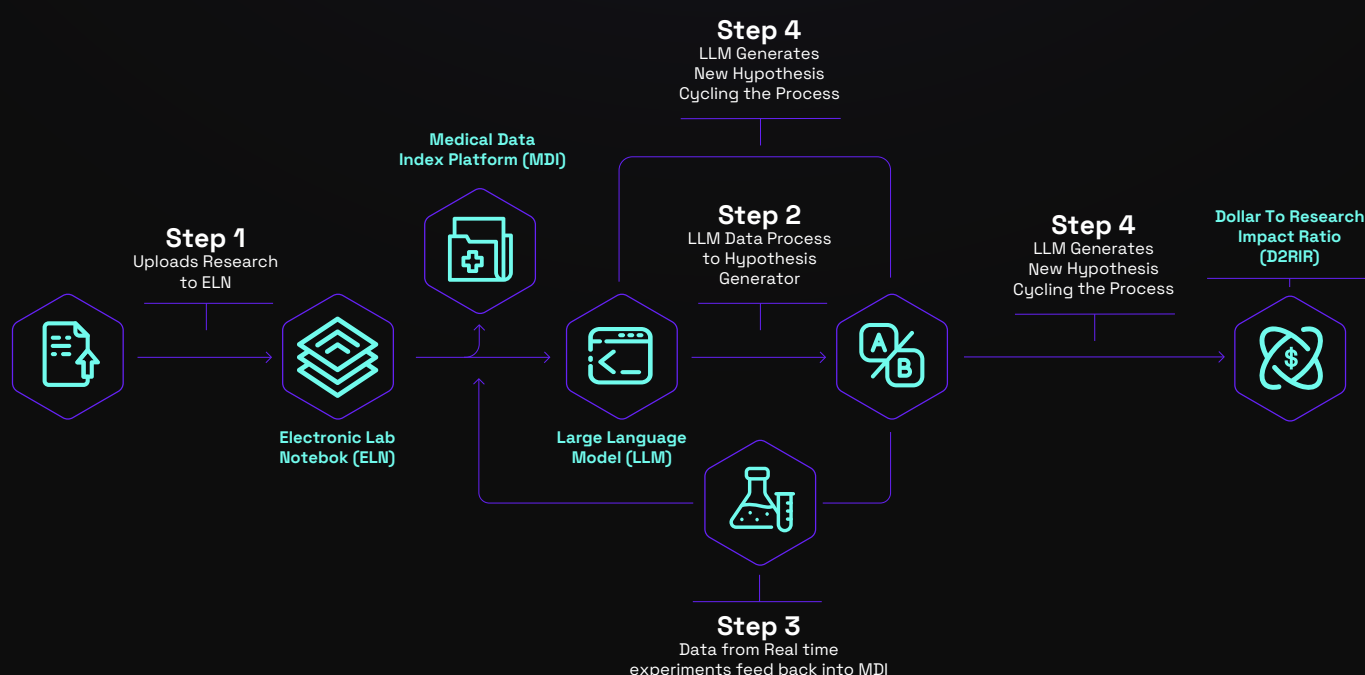 Step 4
LLM Generates
New Hypothesis
Cycling the Process
Medical Data
Index Platform (MDI)
Step 1
Uploads Research
to ELN
Step 2
LLM Data Process
to Hypothesis
Generator
Step 4
LLM Generates
New Hypothesis
Cycling the Process
Dollar To Research
Impact Ratio
(D2RIR)
A
B
$
Electronic Lab
Notebok (ELN)
Large Language
Model (LLM)
Step 3
Data from Real time
experiments feed back into MDI